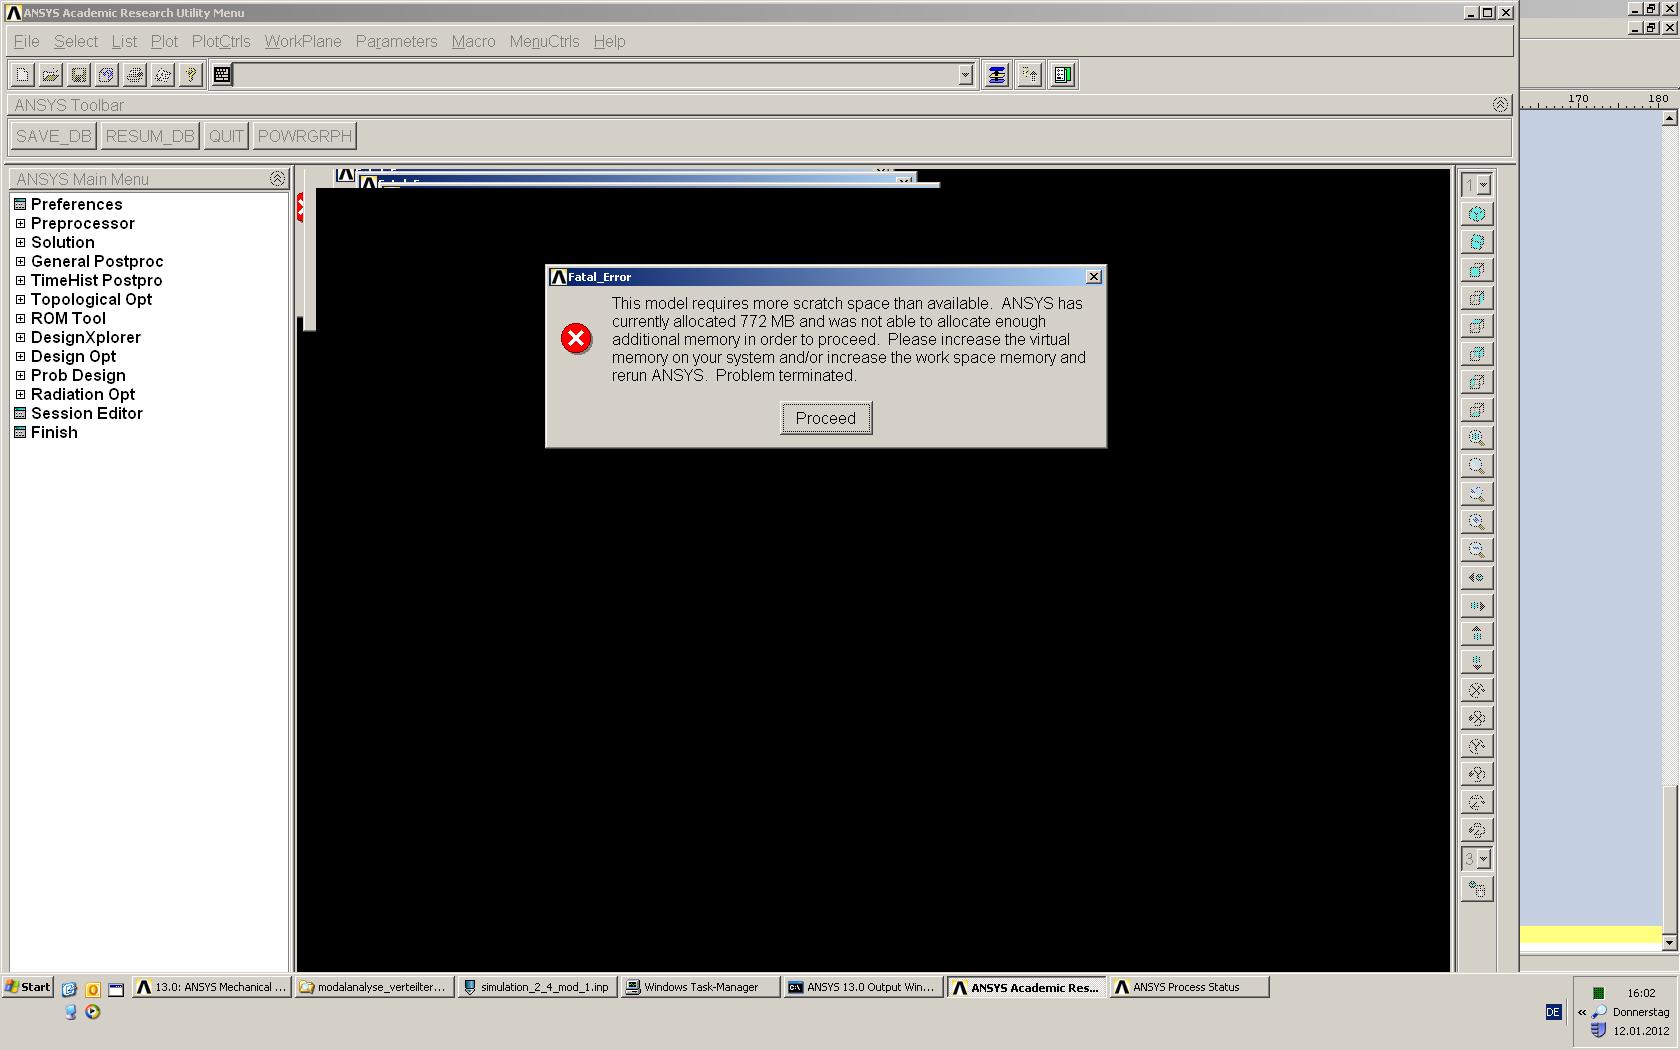 ANSYS Academic Research Utility Menu
File Select List Plot PlotCtrls WorkPlane Parameters Macro MenuCtrls Help
ANSYS Toolbar
SAVE_DB RESUM_DB QUIT POWRGRPH
170 180
ANSYS Main Menu
Preferences
Preprocessor
Solution
General Postproc
TimeHist Postpro
Topological Opt
ROM Tool
DesignXplorer
Design Opt
Prob Design
Radiation Opt
Session Editor
Finish
1
Fatal_Error
This model requires more scratch space than available. ANSYS has
currently allocated 772 MB and was not able to allocate enough
additional memory in order to proceed. Please increase the virtual
memory on your system and/or increase the work space memory and
rerun ANSYS. Problem terminated.
Proceed
3
Start 13.0: ANSYS Mechanical ... modalanalyse_verteilter... simulation_2_4_mod_1.inp Windows Task-Manager ANSYS 13.0 Output Win... ANSYS Academic Res... ANSYS Process Status
DE
16:02
Donnerstag
12.01.2012